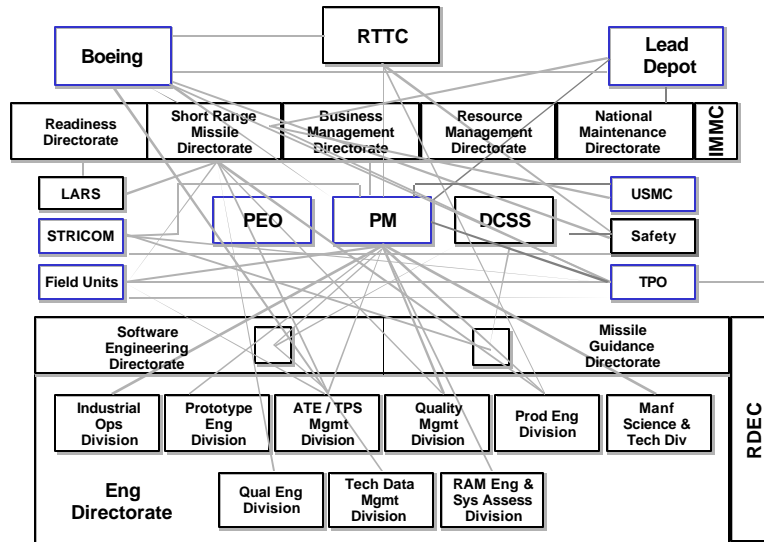 RTTC
Boeing
Lead
Depot
Readiness
Directorate
Short Range
Missile
Directorate
Business
Management
Directorate
Resource
Management
Directorate
National
Maintenance
Directorate
IMMC
LARS
USMC
PEO
PM
DCSS
STRICOM
Safety
Field Units
TPO
Software
Engineering
Directorate
Missile
Guidance
Directorate
RDEC
Industrial
Ops
Division
Prototype
Eng
Division
ATE / TPS
Mgmt
Division
Quality
Mgmt
Division
Prod Eng
Division
Manf
Science &
Tech Div
Eng
Directorate
Qual Eng
Division
Tech Data
Mgmt
Division
RAM Eng &
Sys Assess
Division